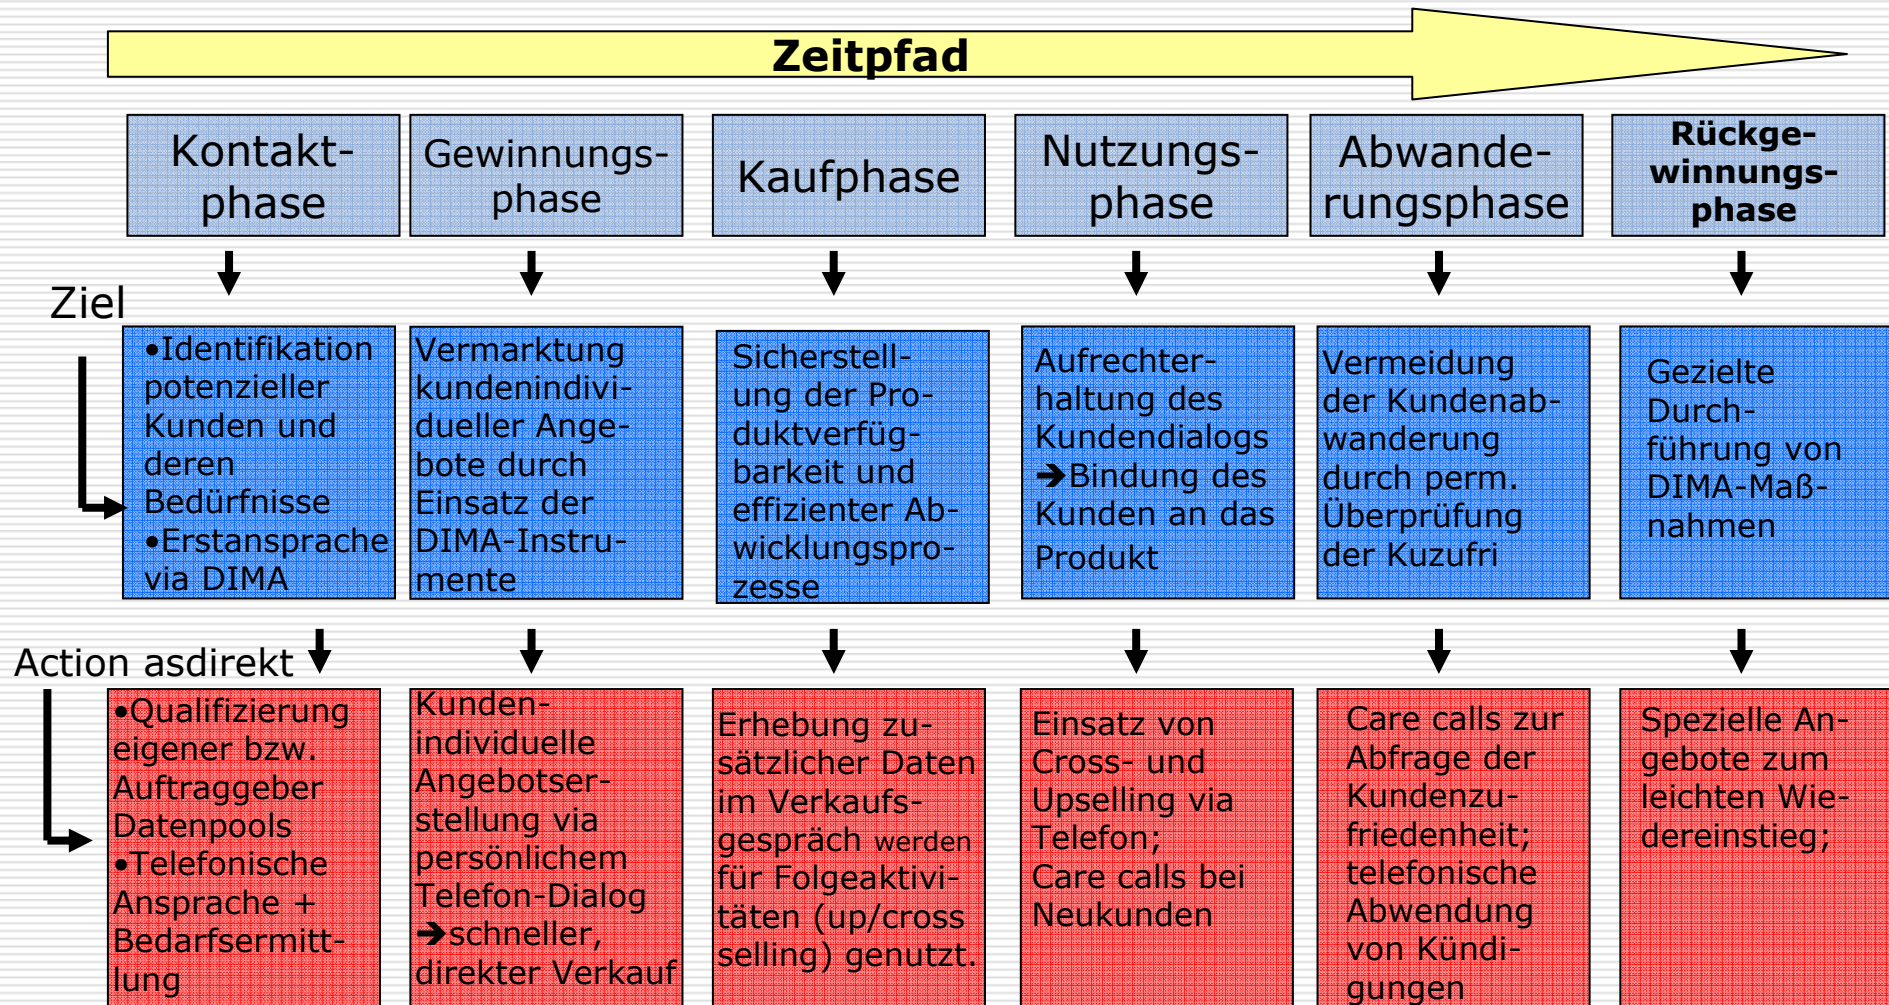 Zeitpfad
Kontakt-
phase
Gewinnungs-
phase
Kaufphase
Nutzungs-
phase
Abwande-
rungsphase
Rückge-
winnungs-
phase
Ziel
•Identifikation
potenzieller
Kunden und
deren
Bedürfnisse
•Erstansprache
via DIMA
Vermarktung
kundenindivi-
dueller Ange-
bote durch
Einsatz der
DIMA-Instru-
mente
Sicherstell-
ung der Pro-
duktverfüg-
barkeit und
effizienter Ab-
wicklungspro-
zesse
Aufrechter-
haltung des
Kundendialogs
➔Bindung des
Kunden an das
Produkt
Vermeidung
der Kundenab-
wanderung
durch perm.
Überprüfung
der Kuzufri
Gezielte
Durch-
führung von
DIMA-Maß-
nahmen
Action asdirekt
•Qualifizierung
eigener bzw.
Auftraggeber
Datenpools
•Telefonische
Ansprache +
Bedarfsermitt-
lung
Kunden-
individuelle
Angebotser-
stellung via
persönlichem
Telefon-Dialog
➔schneller,
direkter Verkauf
Erhebung zu-
sätzlicher Daten
im Verkaufs-
gespräch werden
für Folgeaktivi-
täten (up/cross
selling) genutzt.
Einsatz von
Cross- und
Upselling via
Telefon;
Care calls bei
Neukunden
Care calls zur
Abfrage der
Kundenzu-
friedenheit;
telefonische
Abwendung
von Kündi-
gungen
Spezielle An-
gebote zum
leichten Wie-
dereinstieg;